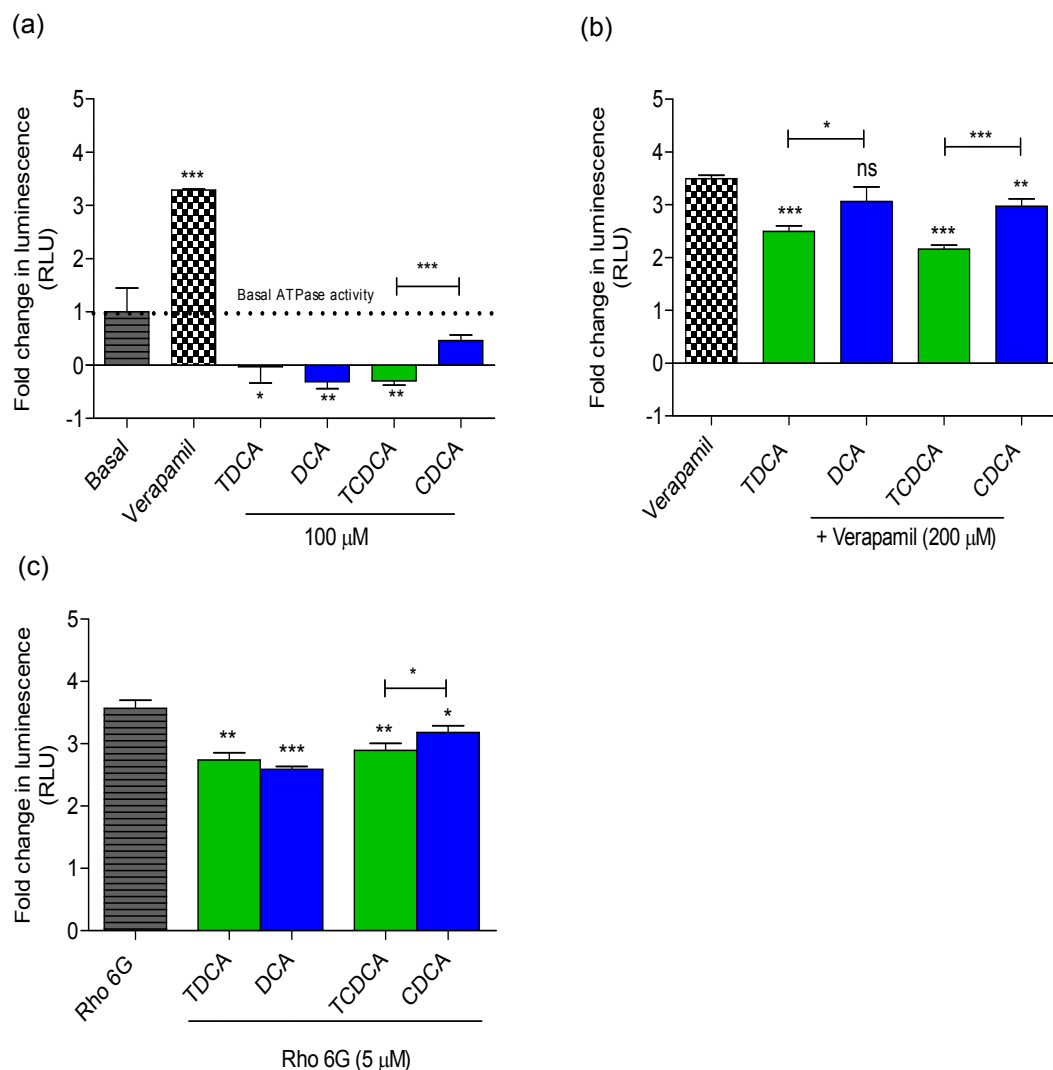 (a)
Fold change in luminescence
(RLU)
5
4
3
2
1
0
-1
***
Basal ATPase activity
***
*
**
**
Basal
Verapamil
TDCA
DCA
TCDCA
CDCA
100 μM
(b)
Fold change in luminescence
(RLU)
5
4
3
2
1
0
-1
*
***
ns
**
***
***
Verapamil
TDCA
DCA
TCDCA
CDCA
+ Verapamil (200 μM)
(c)
Fold change in luminescence
(RLU)
5
4
3
2
1
0
*
**
***
**
*
Rho 6G
TDCA
DCA
TCDCA
CDCA
Rho 6G (5 μM)